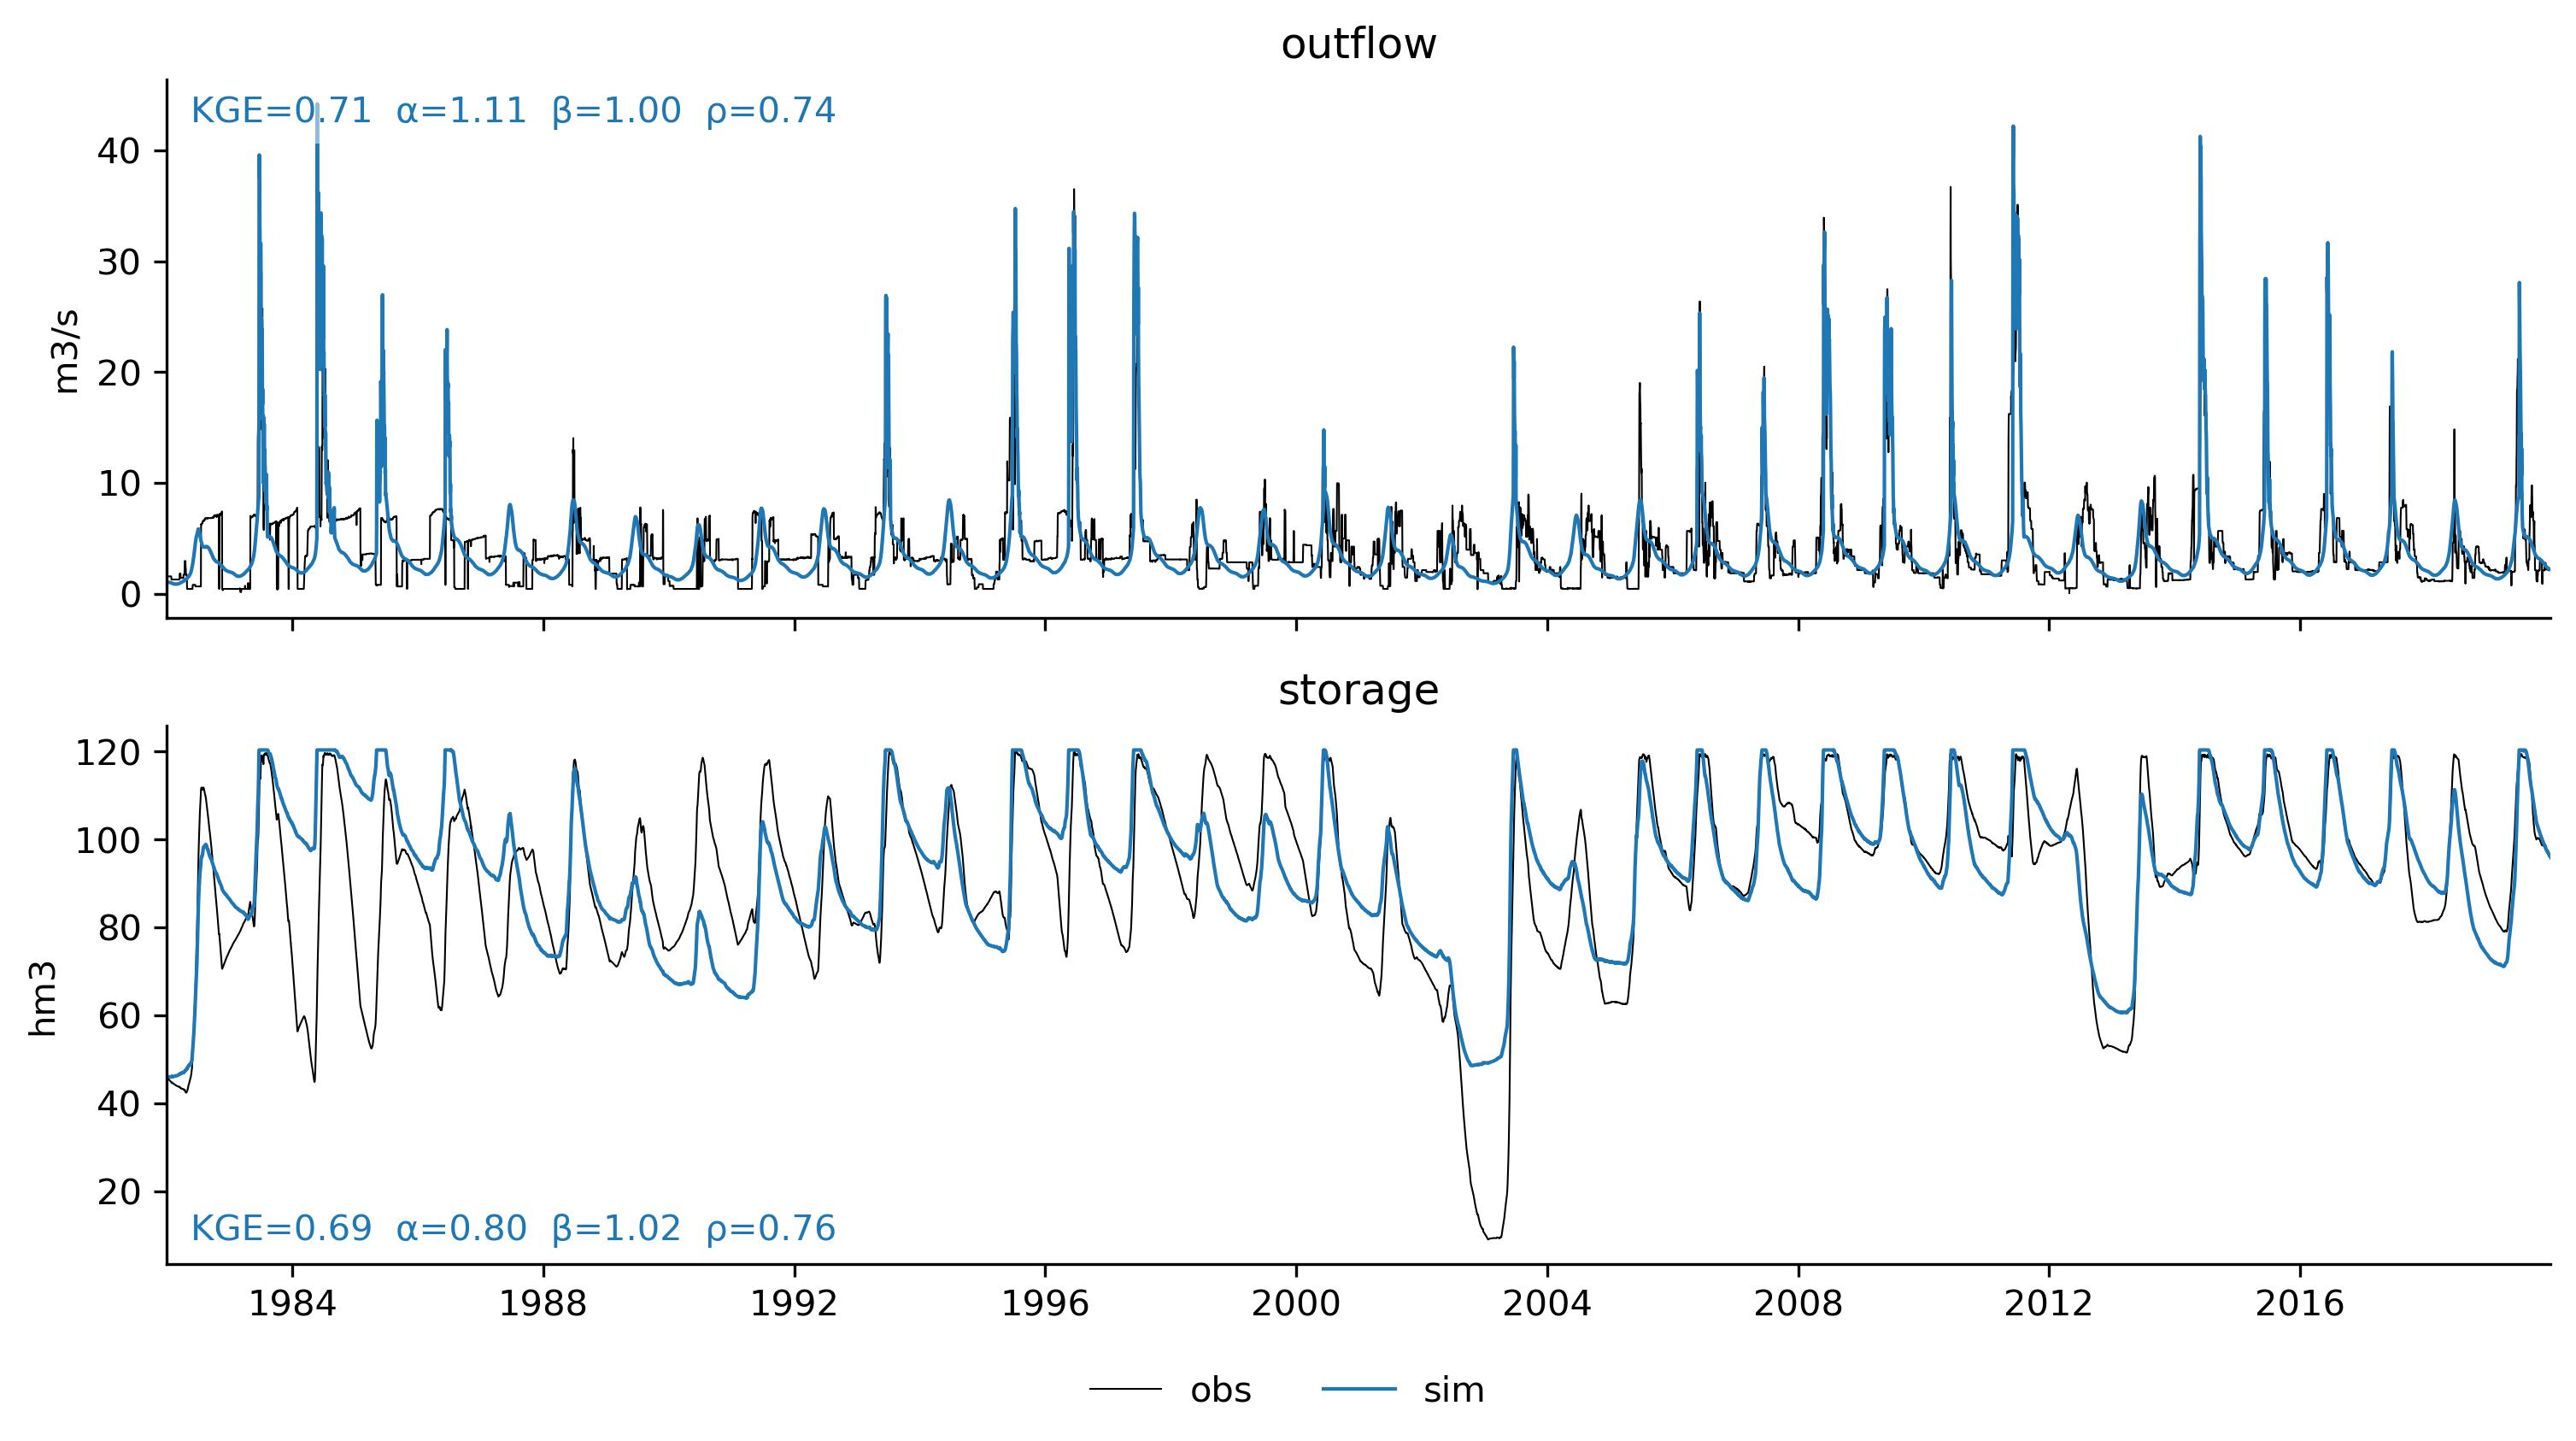 outflow
KGE=0.71 α=1.11 β=1.00 ρ=0.74
m3/s
40
30
20
10
0
storage
hm3
120
100
80
60
40
20
KGE=0.69 α=0.80 β=1.02 ρ=0.76
1984 1988 1992 1996 2000 2004 2008 2012 2016
obs sim